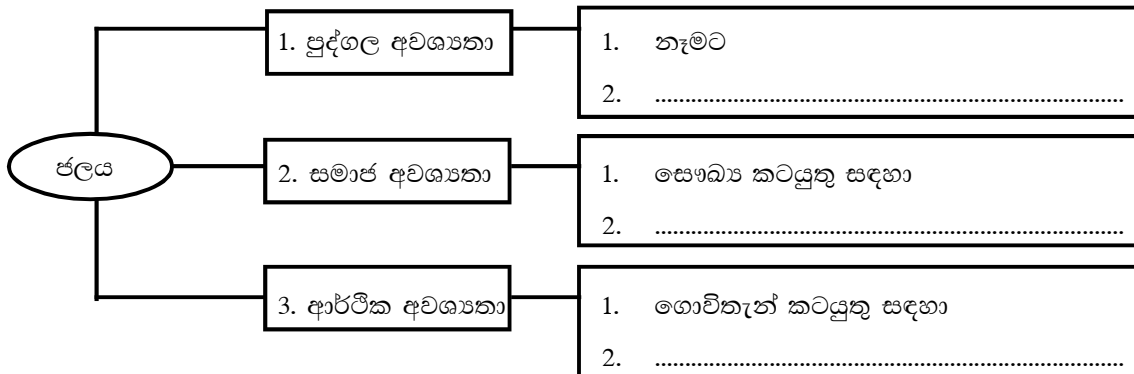 1. පුද්ගල අවශ්‍යතා
1. නෑමට
2. ...............................................................................
ජලය
2. සමාජ අවශ්‍යතා
1. සෞඛ්‍ය කටයුතු සඳහා
2. ...............................................................................
3. ආර්ථික අවශ්‍යතා
1. ගොවිතැන් කටයුතු සඳහා
2. ...............................................................................